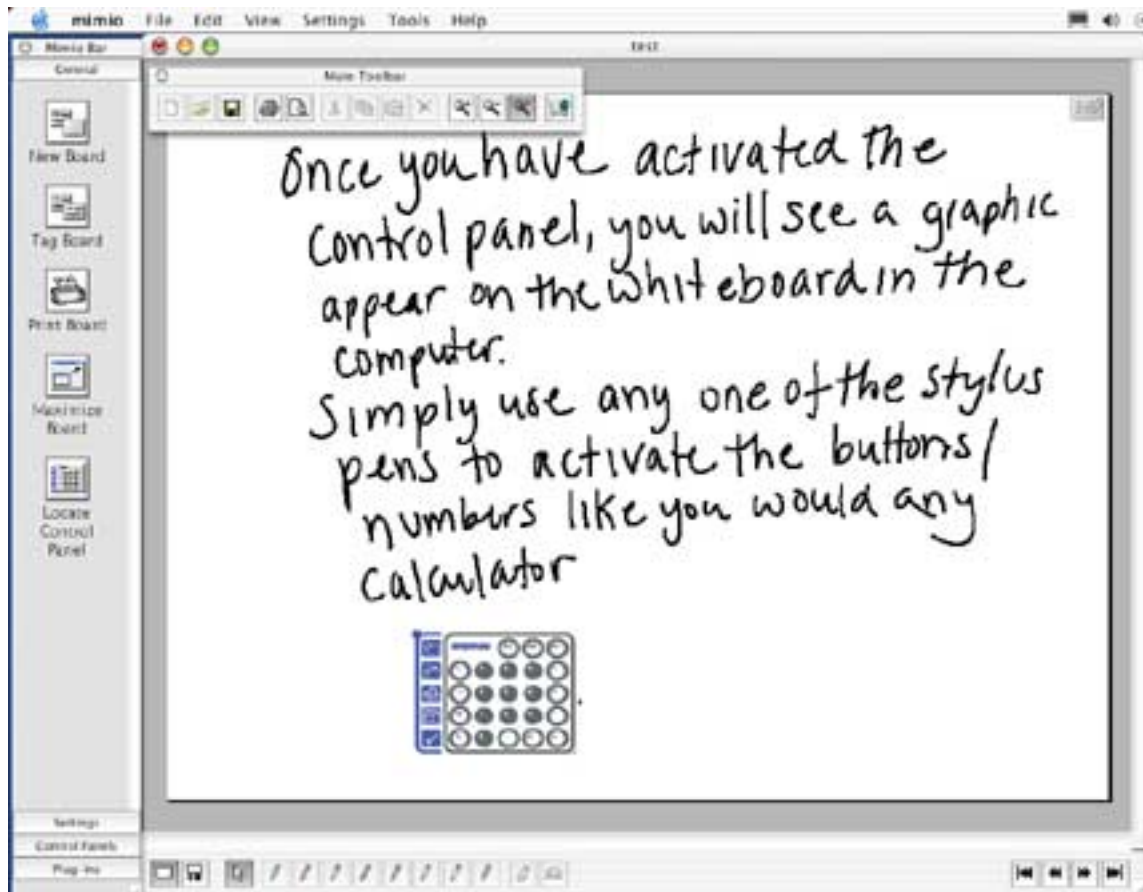 mimio File Edit View Settings Tools Help
Mimio Bar
test
General
Main Toolbar
New Board
Tag Board
Print Board
Maximize
Board
Locate
Control
Panel
Once you have activated the
Control panel, you will see a graphic
appear on the whiteboard in the
computer.
Simply use any one of the stylus
pens to activate the buttons/
numbers like you would any
calculator
Settings
Control Panels
Plug-ins